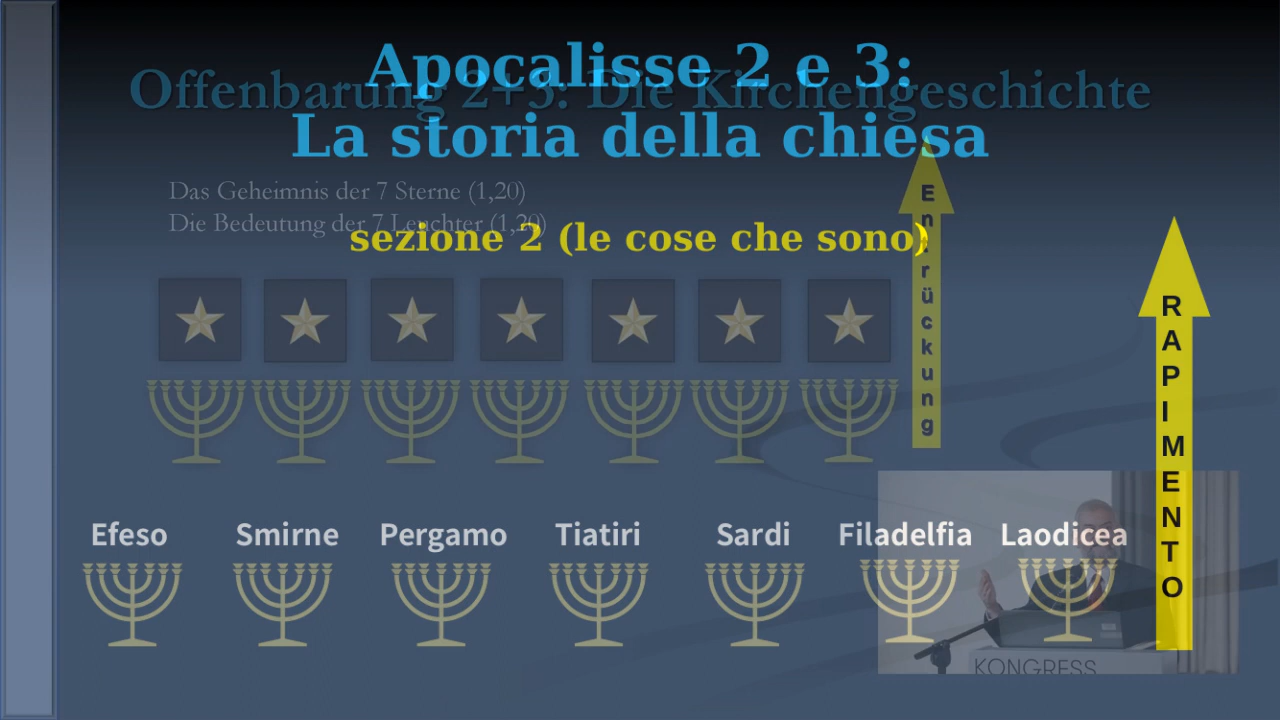 Apocalisse 2 e 3:
Offenbarung 2+3: Die Kirchengeschichte
La storia della chiesa
Das Geheimnis der 7 Sterne (1,20)
Die Bedeutung der 7 Leuchter (1,20)
sezione 2 (le cose che sono)
Entrückung
RAPIMENTO
Efeso Smirne Pergamo Tiatiri Sardi Filadelfia Laodicea
KONGRESS